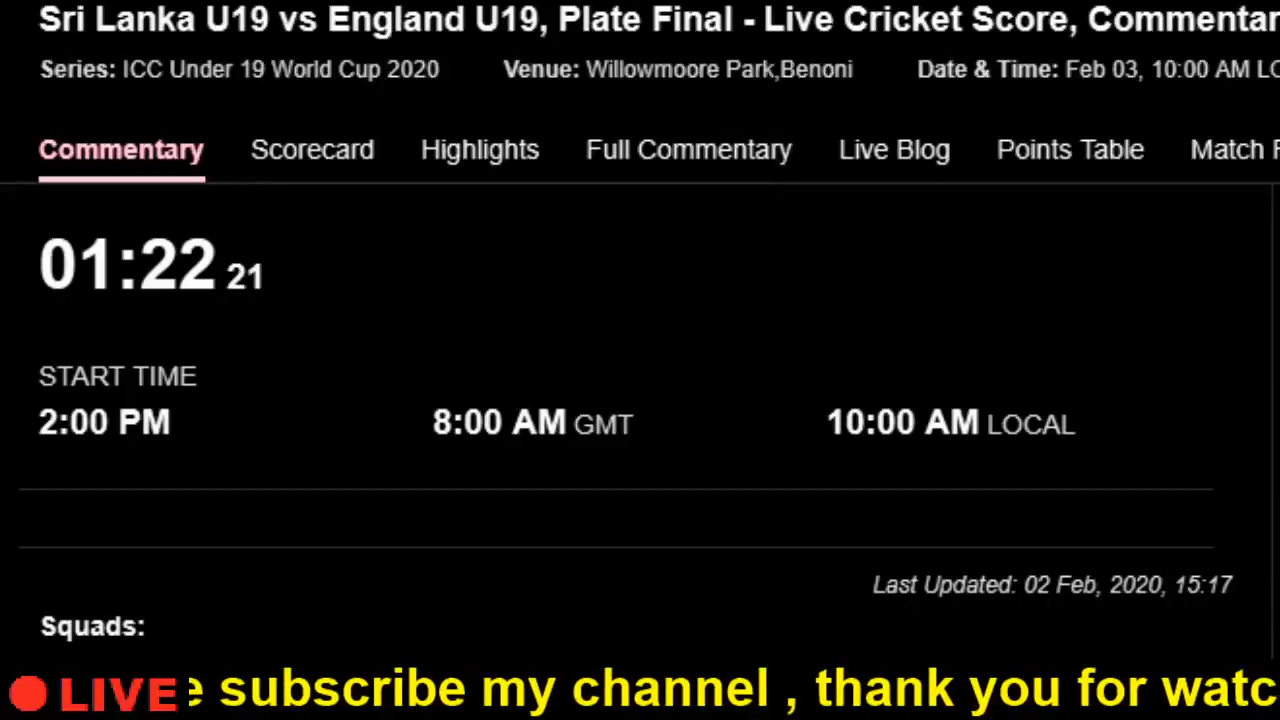 Sri Lanka U19 vs England U19, Plate Final - Live Cricket Score, Commentar
Series: ICC Under 19 World Cup 2020 Venue: Willowmoore Park,Benoni Date & Time: Feb 03, 10:00 AM LO
Commentary Scorecard Highlights Full Commentary Live Blog Points Table Match F
01:22 21
START TIME
2:00 PM 8:00 AM GMT 10:00 AM LOCAL
Last Updated: 02 Feb, 2020, 15:17
Squads:
LIVE e subscribe my channel , thank you for watc